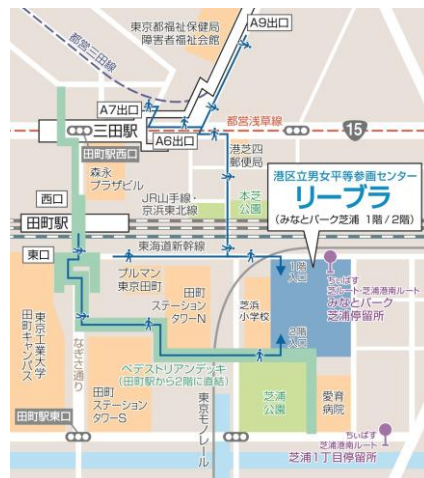 東京都福祉保健局
障害者福祉会館
A9出口
都営三田線
A7出口
三田駅
都営浅草線
15
A6出口
田町駅西口
港芝四
郵便局
森永
プラザビル
西口
JR山手線・
京浜東北線
本芝
公園
港区立男女平等参画センター
リーブラ
(みなとパーク芝浦 1階/2階)
田町駅
東海道新幹線
東口
プルマン
東京田町
1階
入口
ちぃばす
芝ルート・芝浦港南ルート
みなとパーク
芝浦停留所
田町
ステーション
タワーN
芝浜
小学校
2階
入口
東京工業大学
田町キャンパス
なぎさ通り
ペデストリアンデッキ
(田町駅から2階に直結)
田町
ステーション
タワーS
東京モノレール
芝浦
公園
愛育
病院
田町駅東口
ちぃばす
芝浦港南ルート
芝浦1丁目停留所